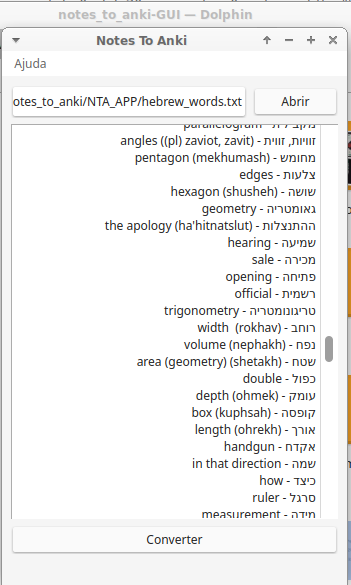 notes_to_anki-GUI — Dolphin
Notes To Anki
Ajuda
otes_to_anki/NTA_APP/hebrew_words.txt
Abrir
parallelogram - מקבילית
angles ((pl) zaviot, zavit) - זוויות, זווית
pentagon (mekhumash) - מחומש
edges - צלעות
hexagon (shusheh) - שושה
geometry - גאומטריה
the apology (ha'hitnatslut) - ההתנצלות
hearing - שמיעה
sale - מכירה
opening - פתיחה
official - רשמית
trigonometry - טריגונומטריה
width  (rokhav) - רוחב
volume (nephakh) - נפח
area (geometry) (shetakh) - שטח
double - כפול
depth (ohmek) - עומק
box (kuphsah) - קופסה
length (ohrekh) - אורך
handgun - אקדח
in that direction - שמה
how - כיצד
ruler - סרגל
measurement - מידה
Converter